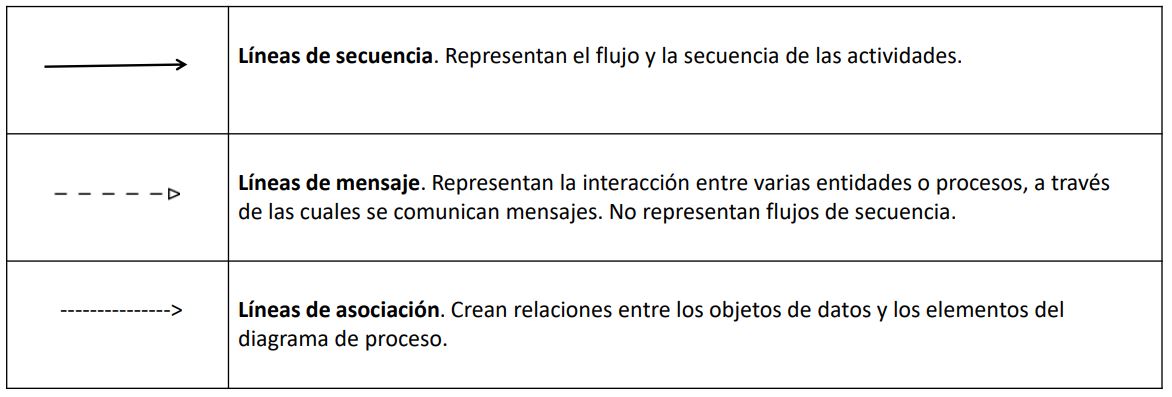 Líneas de secuencia. Representan el flujo y la secuencia de las actividades.
Líneas de mensaje. Representan la interacción entre varias entidades o procesos, a través
de las cuales se comunican mensajes. No representan flujos de secuencia.
Líneas de asociación. Crean relaciones entre los objetos de datos y los elementos del
diagrama de proceso.